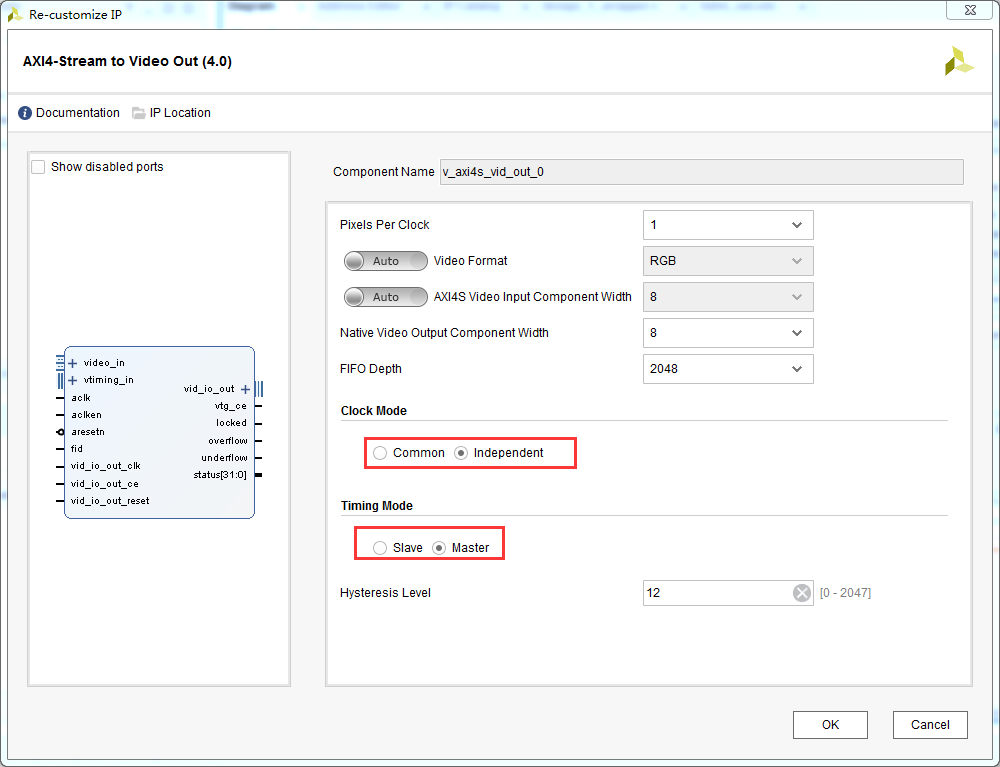 Re-customize IP
AXI4-Stream to Video Out (4.0)
Documentation
IP Location
Show disabled ports
video_in
vtiming_in
aclk
aclken
aresetn
fid
vid_io_out_clk
vid_io_out_ce
vid_io_out_reset
vid_io_out
vtg_ce
locked
overflow
underflow
status[31:0]
Component Name v_axi4s_vid_out_0
Pixels Per Clock 1
Auto Video Format RGB
Auto AXI4S Video Input Component Width 8
Native Video Output Component Width 8
FIFO Depth 2048
Clock Mode
Common Independent
Timing Mode
Slave Master
Hysteresis Level 12 [0 - 2047]
OK Cancel